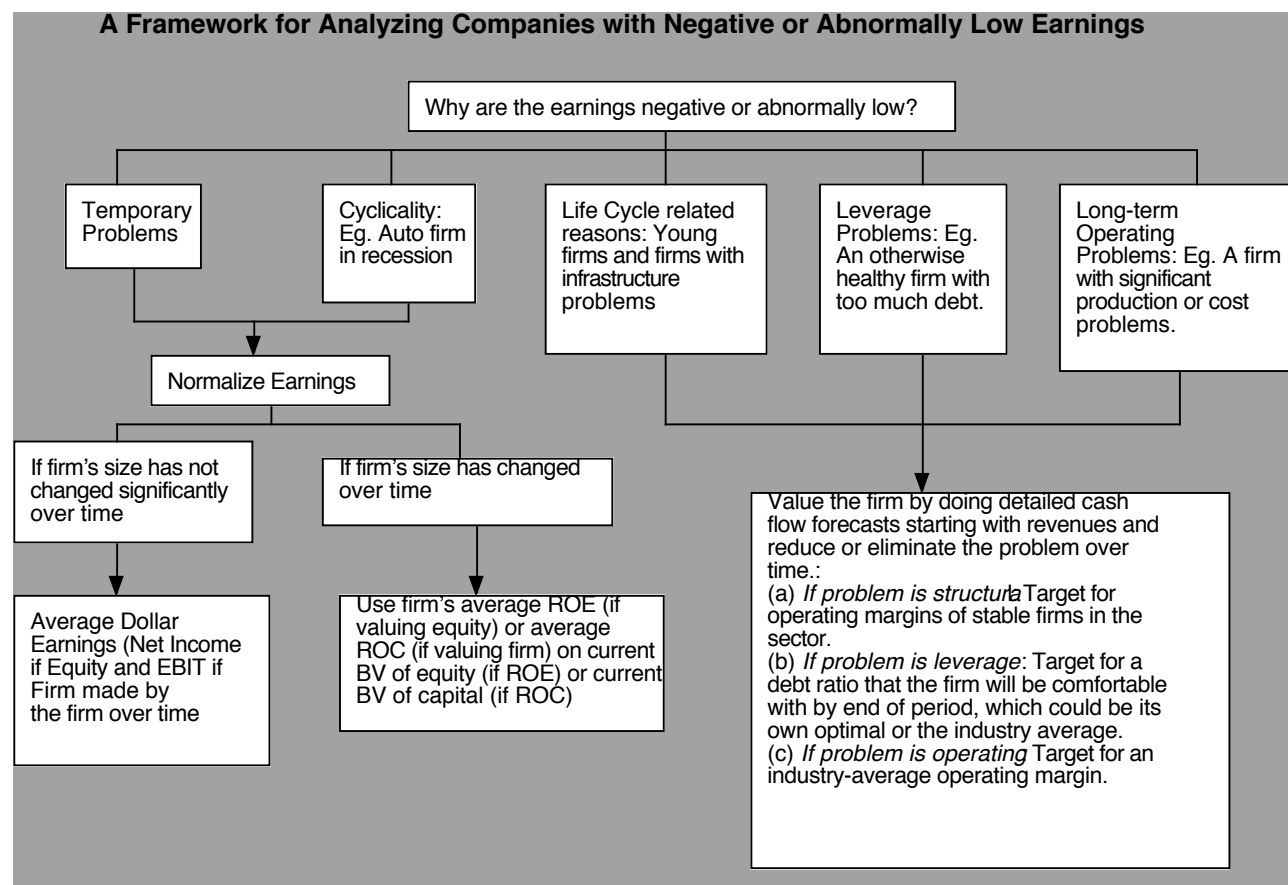 A Framework for Analyzing Companies with Negative or Abnormally Low Earnings
Why are the earnings negative or abnormally low?
Temporary
Problems
Cyclicality:
Eg. Auto firm
in recession
Life Cycle related
reasons: Young
firms and firms with
infrastructure
problems
Leverage
Problems: Eg.
An otherwise
healthy firm with
too much debt.
Long-term
Operating
Problems: Eg. A firm
with significant
production or cost
problems.
Normalize Earnings
If firm's size has not
changed significantly
over time
If firm's size has changed
over time
Average Dollar
Earnings (Net Income
if Equity and EBIT if
Firm made by
the firm over time
Use firm's average ROE (if
valuing equity) or average
ROC (if valuing firm) on current
BV of equity (if ROE) or current
BV of capital (if ROC)
Value the firm by doing detailed cash
flow forecasts starting with revenues and
reduce or eliminate the problem over
time.:
(a) If problem is structural Target for
operating margins of stable firms in the
sector.
(b) If problem is leverage: Target for a
debt ratio that the firm will be comfortable
with by end of period, which could be its
own optimal or the industry average.
(c) If problem is operating Target for an
industry-average operating margin.